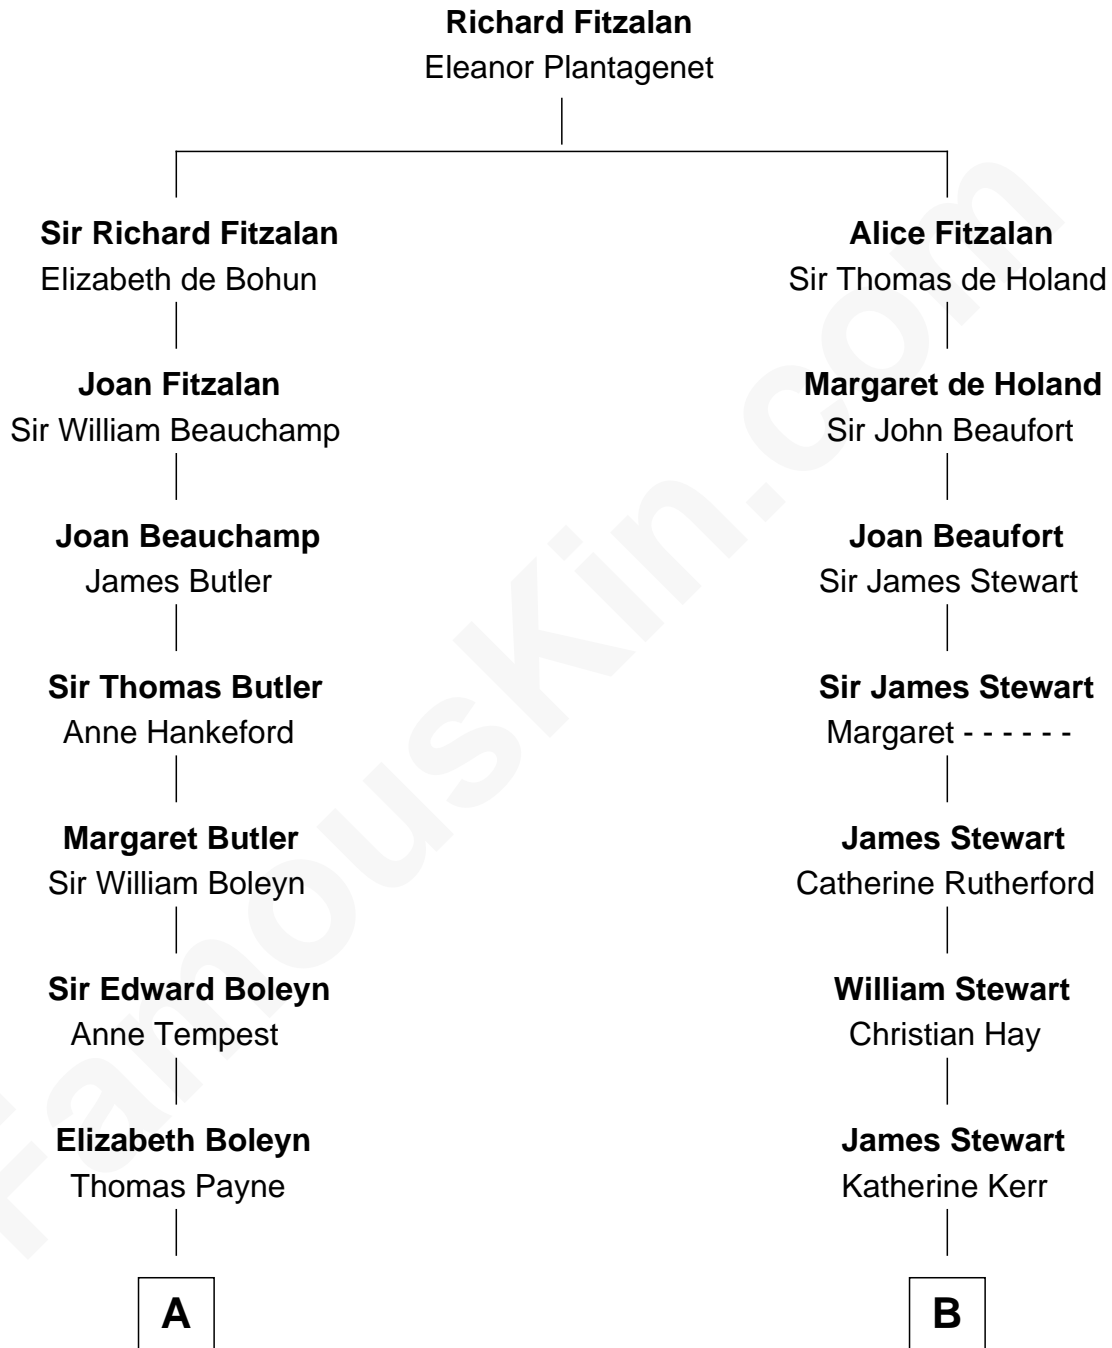 Richard Fitzalan
Eleanor Plantagenet
Sir Richard Fitzalan
Elizabeth de Bohun
Alice Fitzalan
Sir Thomas de Holand
Joan Fitzalan
Sir William Beauchamp
Margaret de Holand
Sir John Beaufort
Joan Beauchamp
James Butler
Joan Beaufort
Sir James Stewart
Sir Thomas Butler
Anne Hankeford
Sir James Stewart
Margaret - - - - - -
Margaret Butler
Sir William Boleyn
James Stewart
Catherine Rutherford
Sir Edward Boleyn
Anne Tempest
William Stewart
Christian Hay
Elizabeth Boleyn
Thomas Payne
James Stewart
Katherine Kerr
A
B
FamousKin.com